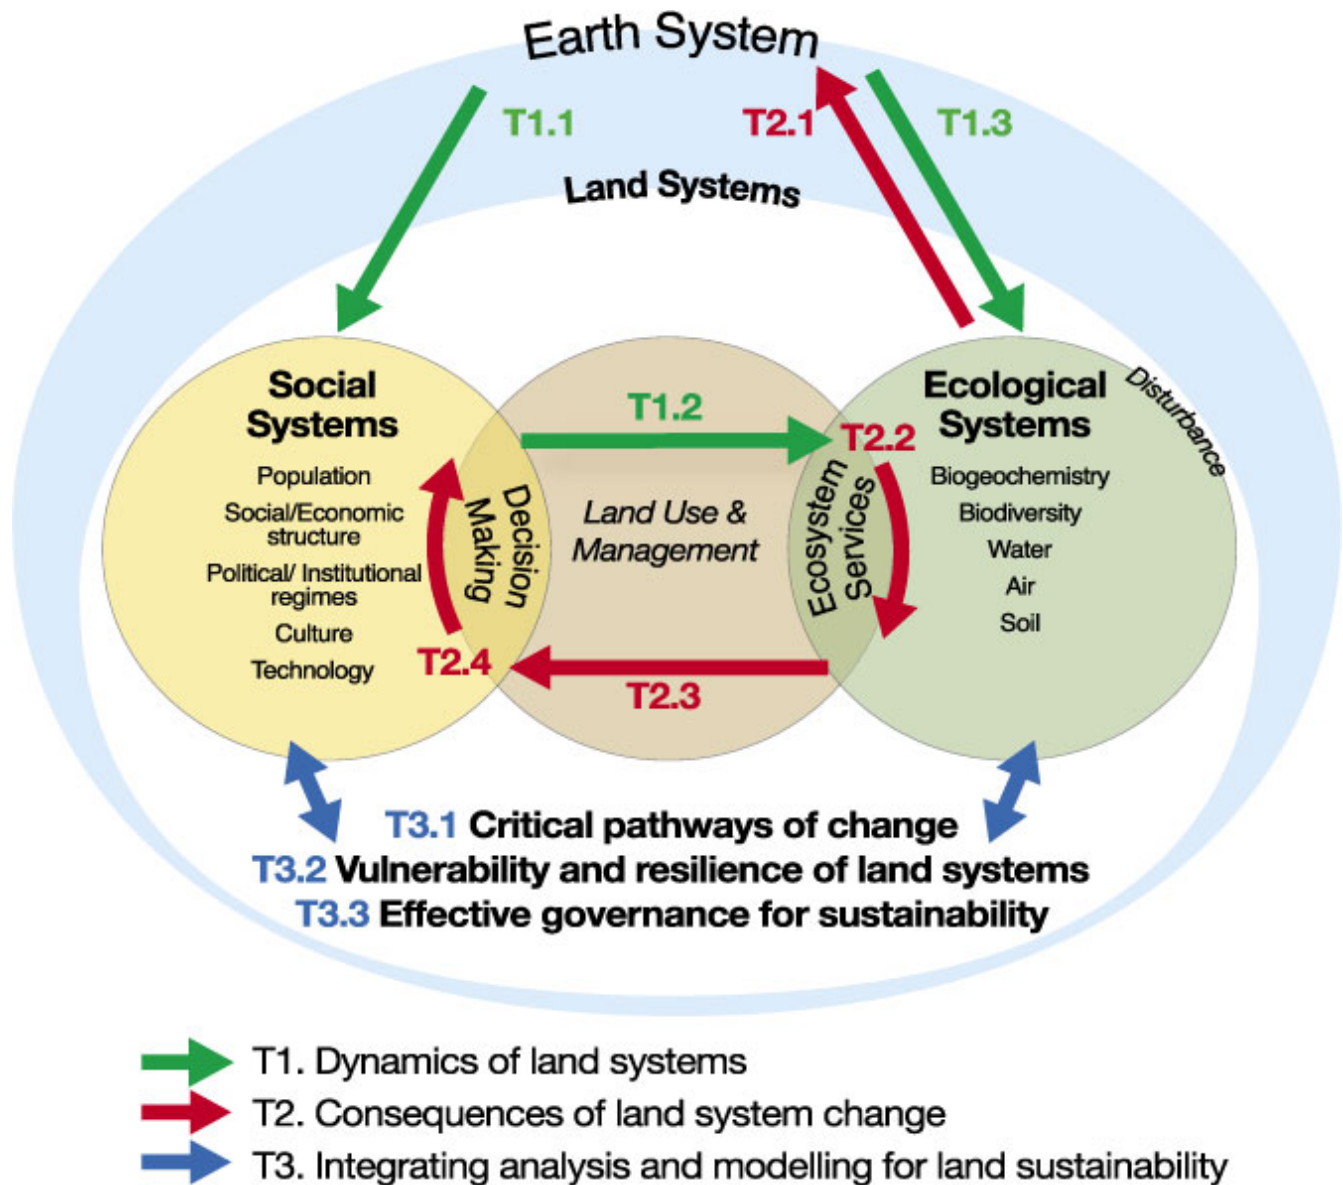 Earth System
T1.1
T2.1
T1.3
Land Systems
Social
Systems
Population
Social/Economic
structure
Political/ Institutional
regimes
Culture
Technology
T1.2
Decision
Making
Land Use &
Management
T2.4
T2.3
T2.2
Ecosystem
Services
Ecological
Systems
Disturbance
Biogeochemistry
Biodiversity
Water
Air
Soil
T3.1 Critical pathways of change
T3.2 Vulnerability and resilience of land systems
T3.3 Effective governance for sustainability
T1. Dynamics of land systems
T2. Consequences of land system change
T3. Integrating analysis and modelling for land sustainability